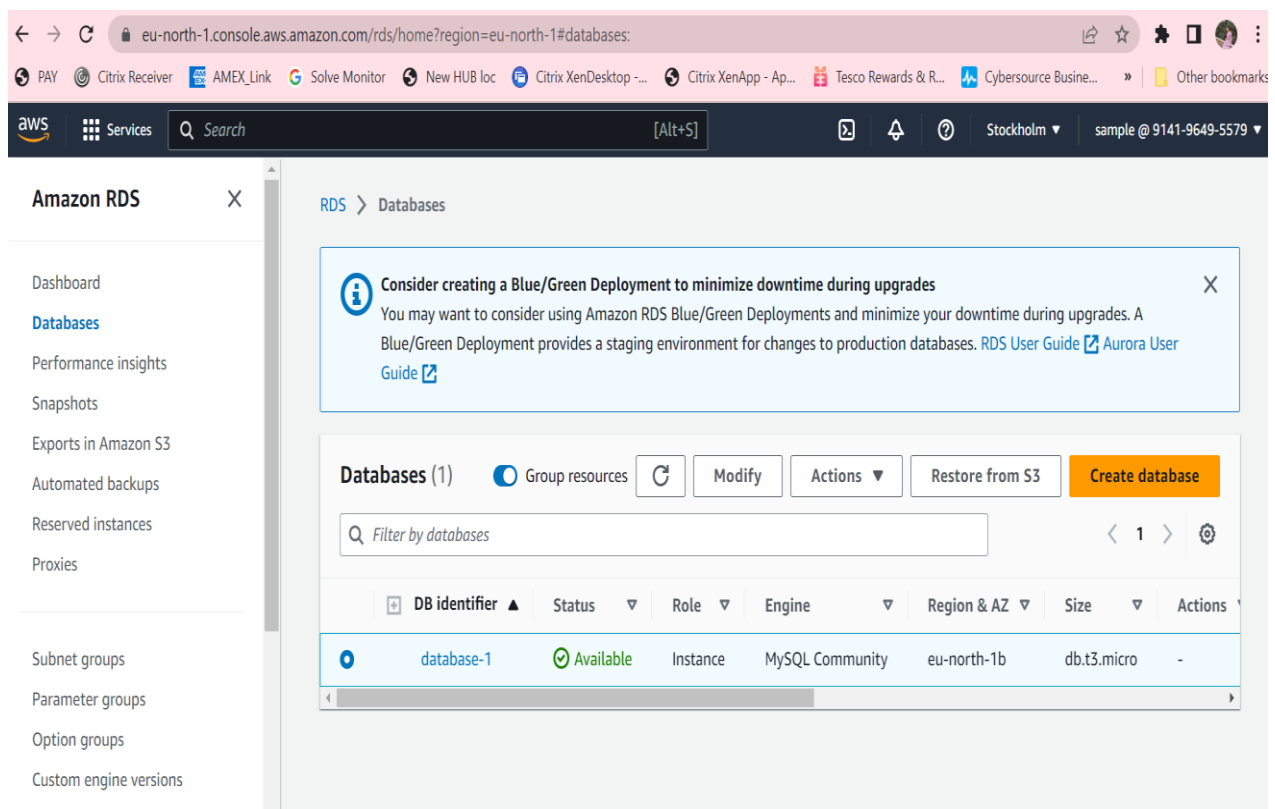 eu-north-1.console.aws.amazon.com/rds/home?region=eu-north-1#databases:
PAY Citrix Receiver AMEX_Link Solve Monitor New HUB loc Citrix XenDesktop -... Citrix XenApp - Ap... Tesco Rewards & R... Cybersource Busine... » Other bookmarks
aws Services Search [Alt+S] Stockholm ▼ sample @ 9141-9649-5579 ▼
Amazon RDS
Dashboard
Databases
Performance insights
Snapshots
Exports in Amazon S3
Automated backups
Reserved instances
Proxies
Subnet groups
Parameter groups
Option groups
Custom engine versions
RDS > Databases
Consider creating a Blue/Green Deployment to minimize downtime during upgrades
You may want to consider using Amazon RDS Blue/Green Deployments and minimize your downtime during upgrades. A
Blue/Green Deployment provides a staging environment for changes to production databases. RDS User Guide Aurora User
Guide
Databases (1) Group resources Modify Actions ▼ Restore from S3 Create database
Filter by databases < 1 >
DB identifier ▲ Status Role Engine Region & AZ Size Actions
database-1 Available Instance MySQL Community eu-north-1b db.t3.micro -